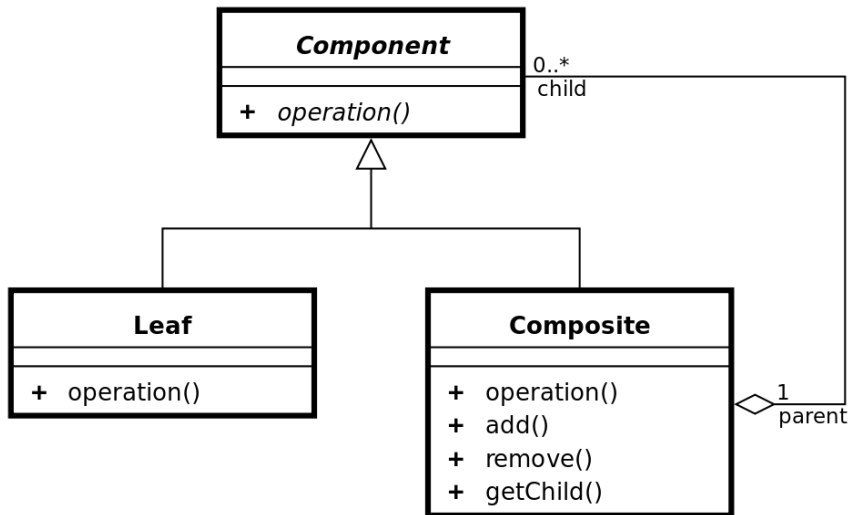 Component
+ operation()
0..*
child
Leaf
+ operation()
Composite
+ operation()
+ add()
+ remove()
+ getChild()
1
parent